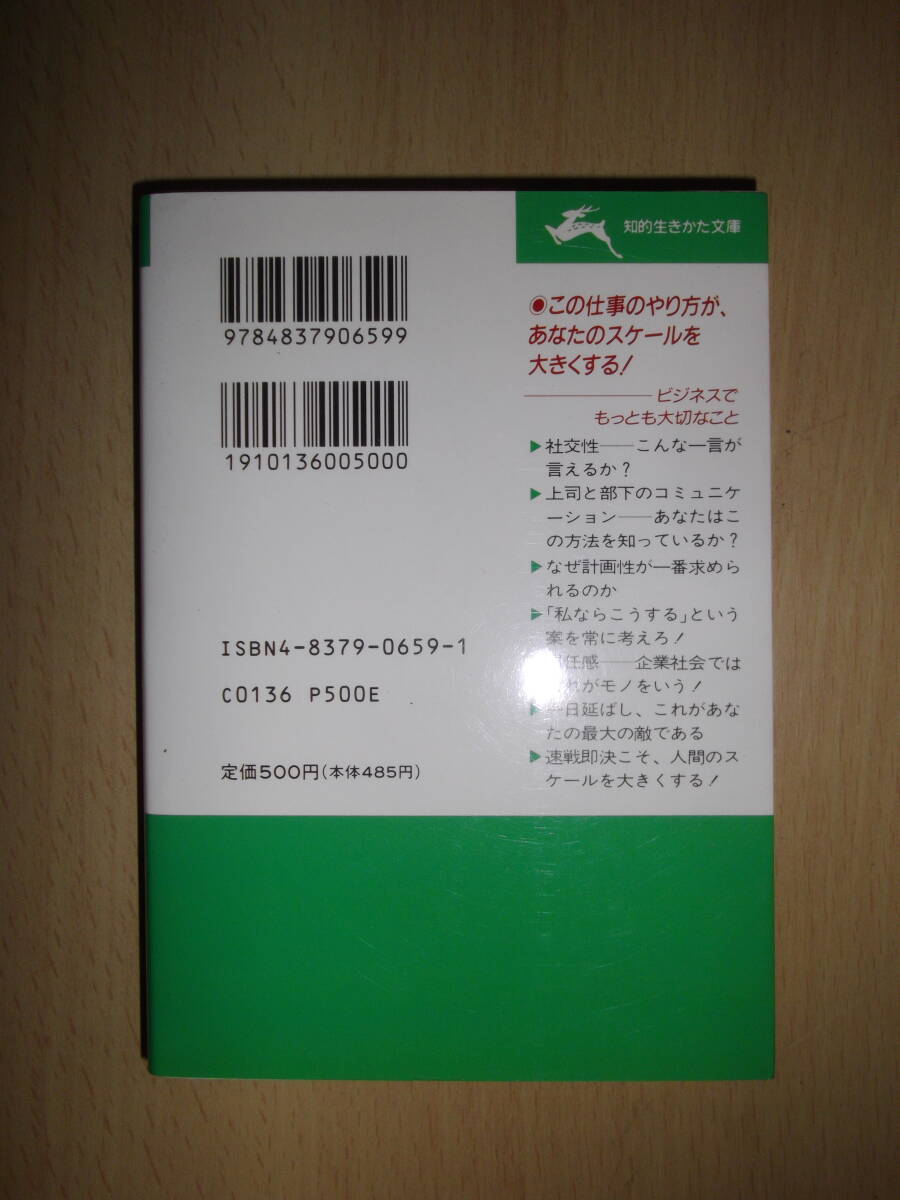 知的生きかた文庫
9784837906599
1910136005000
ISBN4-8379-0659-1
C0136 P500E
定価500円(本体485円)
◉この仕事のやり方が、
あなたのスケールを
大きくする!
――ビジネスで
もっとも大切なこと
▶社交性――こんな一言が
言えるか?
▶上司と部下のコミュニケ
ーション――あなたはこ
の方法を知っているか?
▶なぜ計画性が一番求めら
れるのか
▶「私ならこうする」という
案を常に考えろ!
任感――企業社会では
れがモノをいう!
▶一日延ばし、これがあな
たの最大の敵である
▶速戦即決こそ、人間のス
ケールを大きくする!